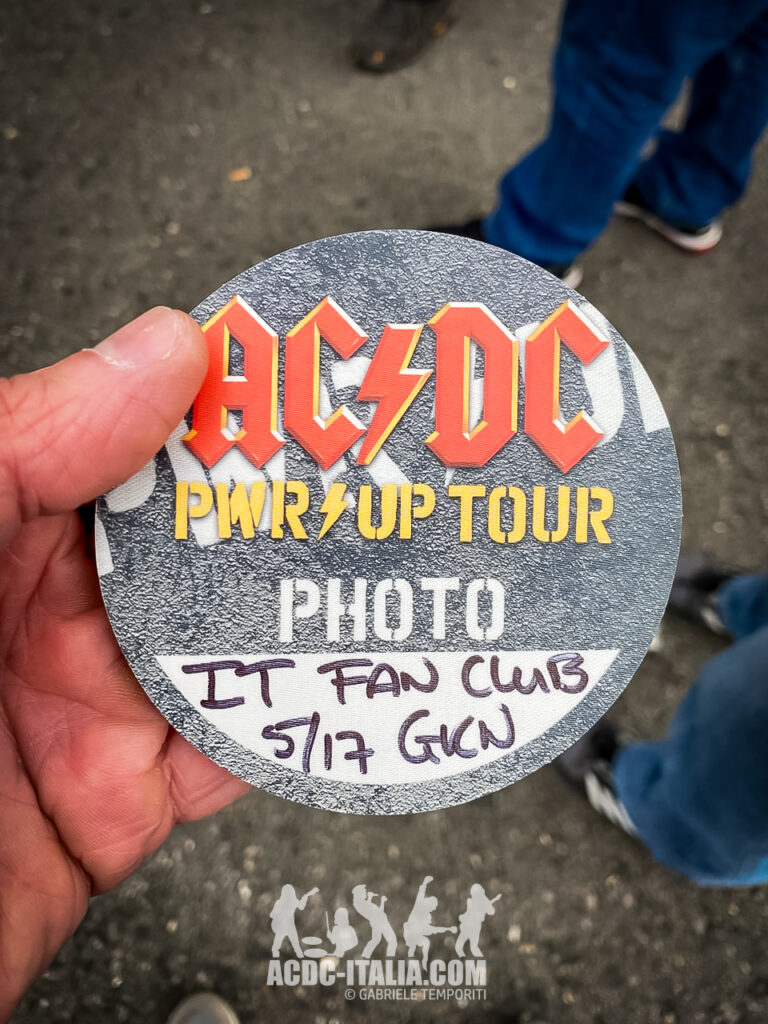 AC⚡DC
PWR⚡UP TOUR
PHOTO
IT FAN CLUB
5/17 GKN
ACDC-ITALIA.COM
© GABRIELE TEMPORITI